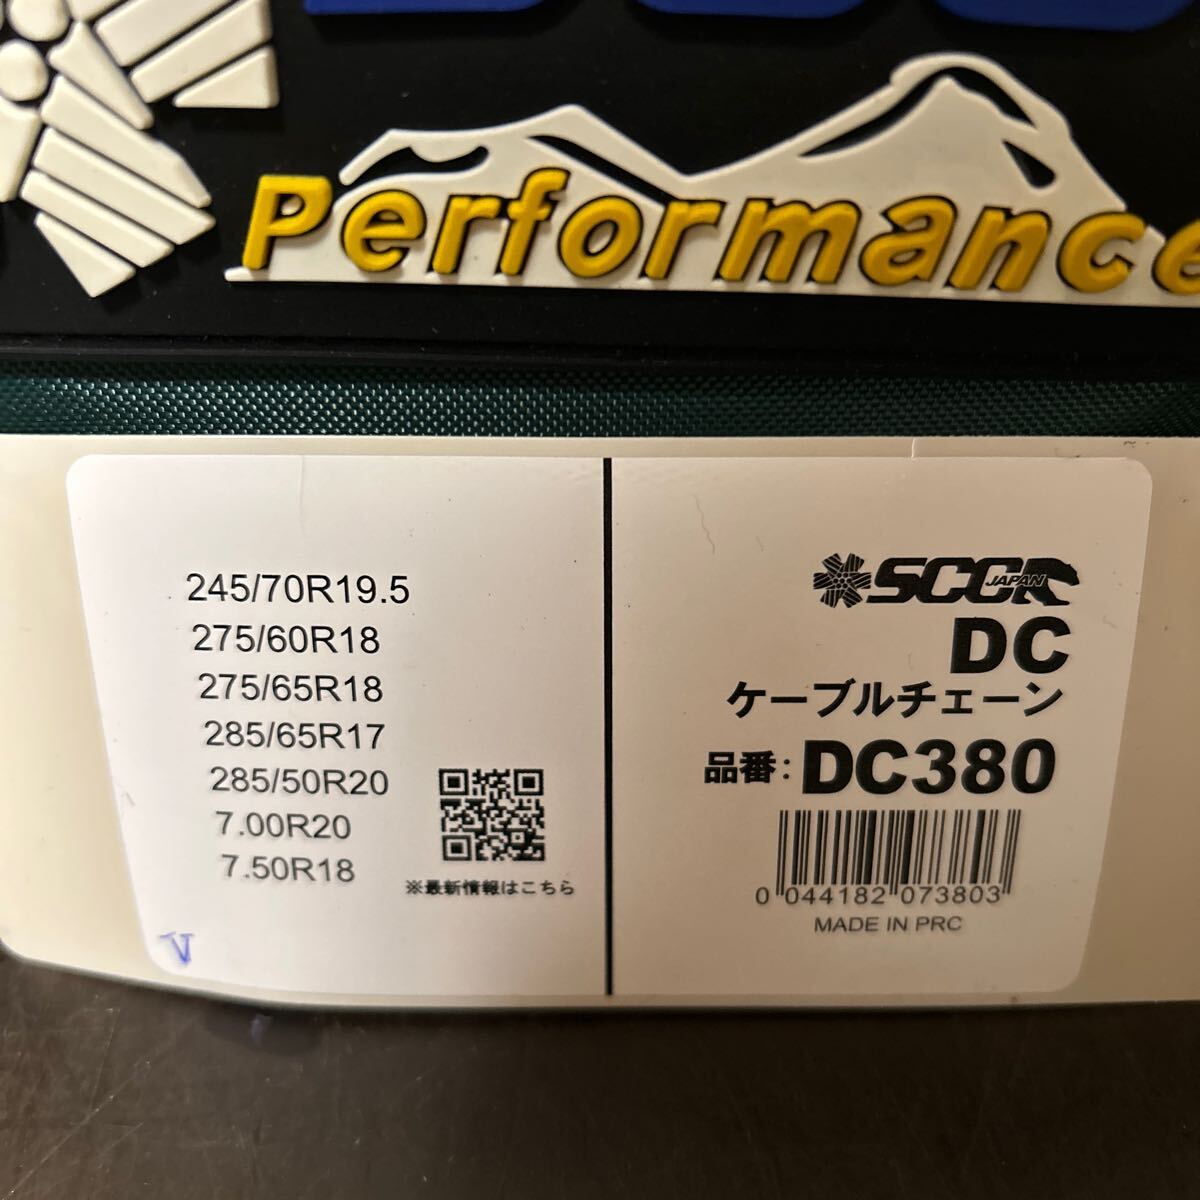 Performance
245/70R19.5
275/60R18
275/65R18
285/65R17
285/50R20
7.00R20
7.50R18
※最新情報はこちら
V
SCCR JAPAN
DC
ケーブルチェーン
品番: DC380
0 044182 073803
MADE IN PRC